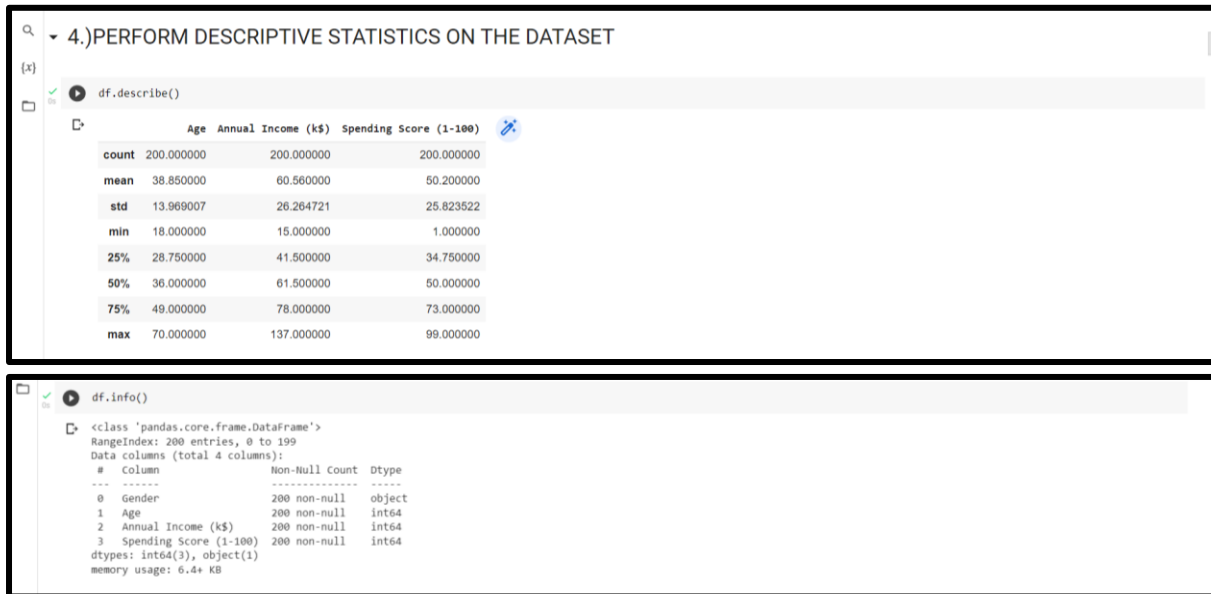 4.)PERFORM DESCRIPTIVE STATISTICS ON THE DATASET
{x}
0s
df.describe()
Age Annual Income (k$) Spending Score (1-100)
count 200.000000 200.000000 200.000000
mean 38.850000 60.560000 50.200000
std 13.969007 26.264721 25.823522
min 18.000000 15.000000 1.000000
25% 28.750000 41.500000 34.750000
50% 36.000000 61.500000 50.000000
75% 49.000000 78.000000 73.000000
max 70.000000 137.000000 99.000000
0s
df.info()
<class 'pandas.core.frame.DataFrame'>
RangeIndex: 200 entries, 0 to 199
Data columns (total 4 columns):
# Column Non-Null Count Dtype
--- ------ -------------- -----
0 Gender 200 non-null object
1 Age 200 non-null int64
2 Annual Income (k$) 200 non-null int64
3 Spending Score (1-100) 200 non-null int64
dtypes: int64(3), object(1)
memory usage: 6.4+ KB